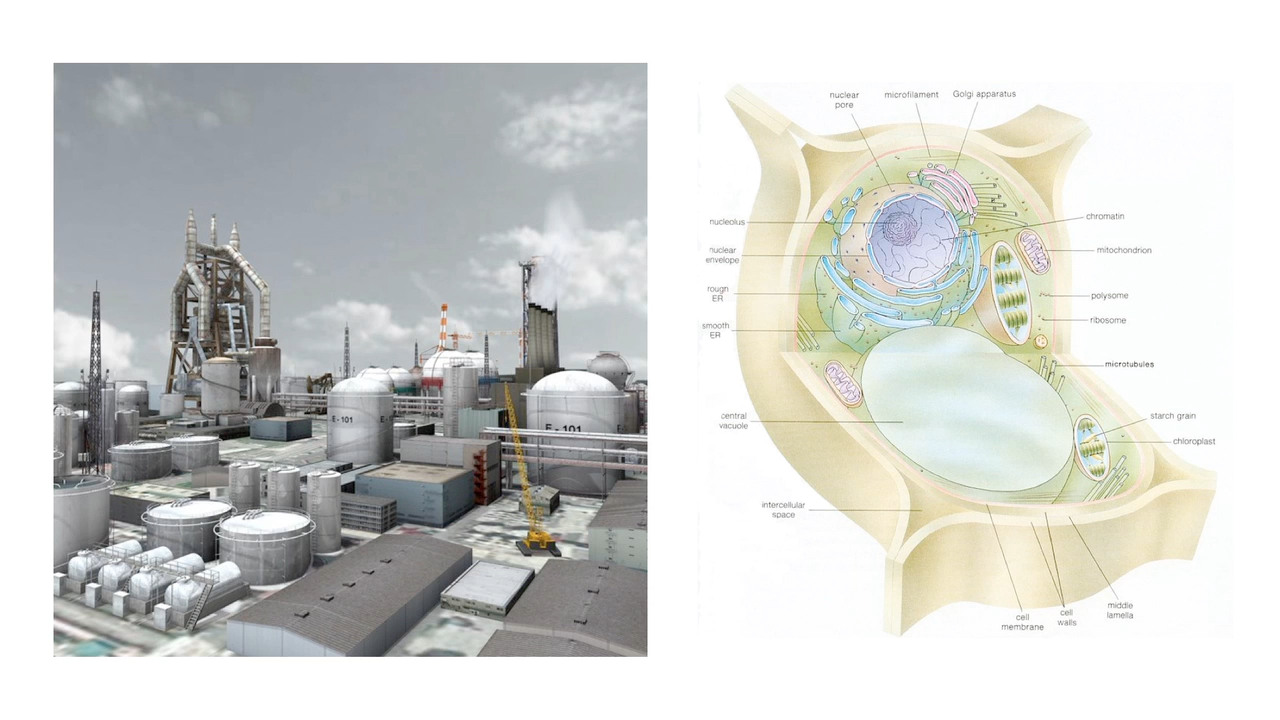 E - 101
E - 101
nuclear
pore
microfilament
Golgi apparatus
nucleolus
nuclear
envelope
rough
ER
smooth
ER
central
vacuole
intercellular
space
chromatin
mitochondrion
polysome
ribosome
microtubules
starch grain
chloroplast
cell
membrane
cell
walls
middle
lamella